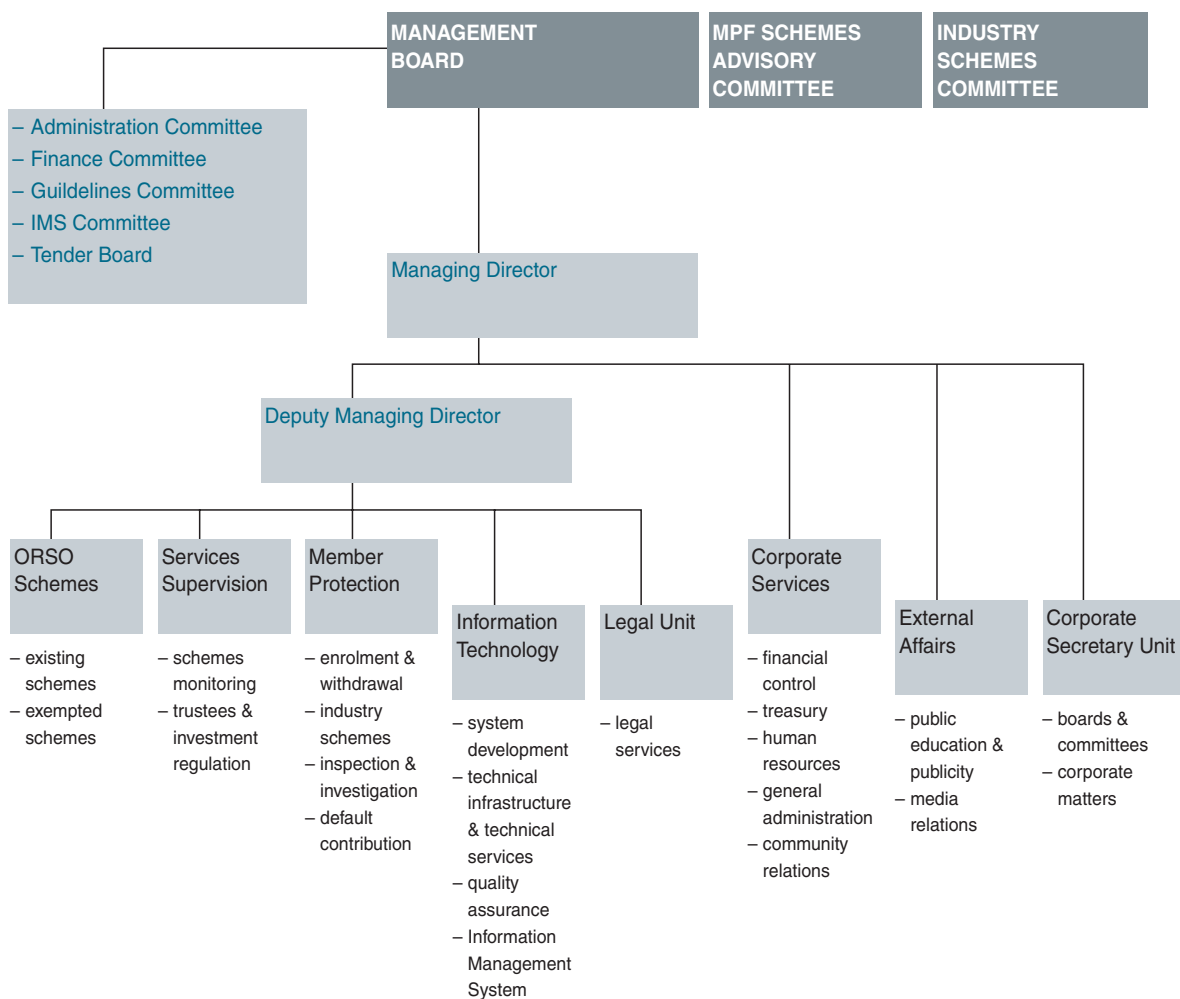 MANAGEMENT
BOARD
MPF SCHEMES
ADVISORY
COMMITTEE
INDUSTRY
SCHEMES
COMMITTEE
– Administration Committee
– Finance Committee
– Guildelines Committee
– IMS Committee
– Tender Board
Managing Director
Deputy Managing Director
ORSO
Schemes
– existing
schemes
– exempted
schemes
Services
Supervision
– schemes
monitoring
– trustees &
investment
regulation
Member
Protection
– enrolment &
withdrawal
– industry
schemes
– inspection &
investigation
– default
contribution
Information
Technology
– system
development
– technical
infrastructure
& technical
services
– quality
assurance
– Information
Management
System
Legal Unit
– legal
services
Corporate
Services
– financial
control
– treasury
– human
resources
– general
administration
– community
relations
External
Affairs
– public
education &
publicity
– media
relations
Corporate
Secretary Unit
– boards &
committees
– corporate
matters